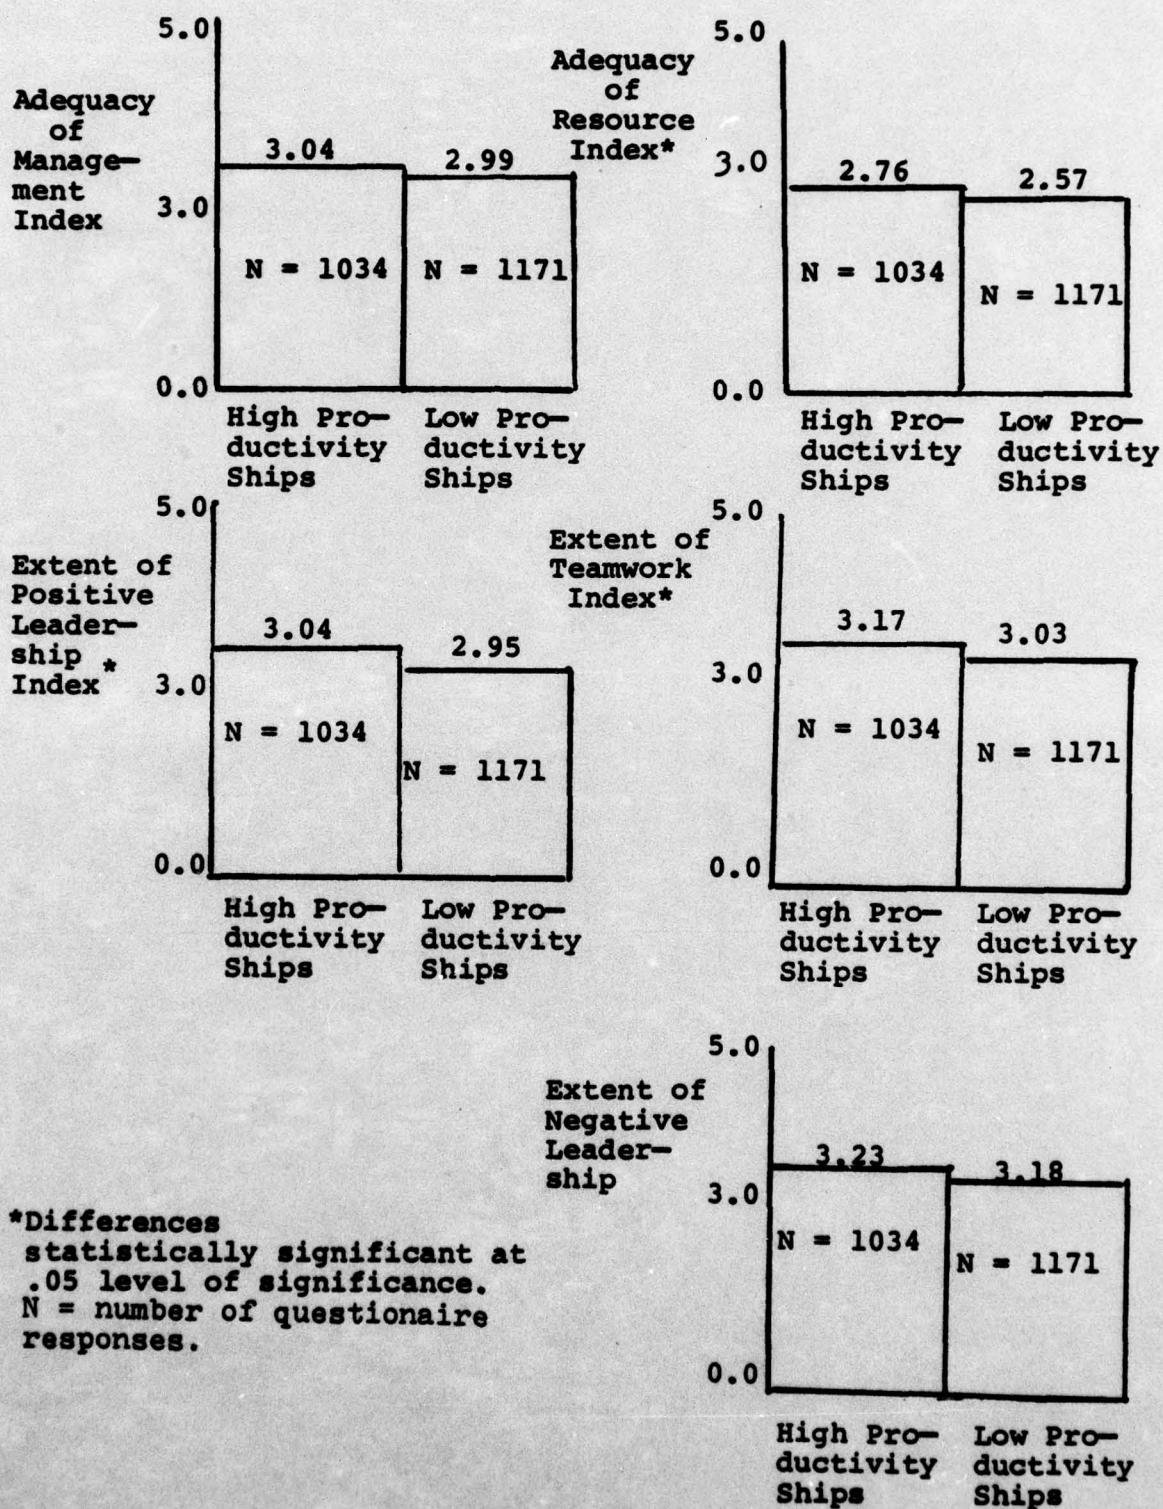 5.0
Adequacy
of
Manage-
ment
Index
3.04
2.99
3.0
N = 1034
N = 1171
0.0
High Pro-
ductivity
Ships
Low Pro-
ductivity
Ships
5.0
Adequacy
of
Resource
Index*
3.0
2.76
2.57
N = 1034
N = 1171
0.0
High Pro-
ductivity
Ships
Low Pro-
ductivity
Ships
5.0
Extent of
Positive
Leader-
ship
Index*
3.04
2.95
3.0
N = 1034
N = 1171
0.0
High Pro-
ductivity
Ships
Low Pro-
ductivity
Ships
5.0
Extent of
Teamwork
Index*
3.17
3.03
3.0
N = 1034
N = 1171
0.0
High Pro-
ductivity
Ships
Low Pro-
ductivity
Ships
5.0
Extent of
Negative
Leader-
ship
3.23
3.18
3.0
N = 1034
N = 1171
0.0
High Pro-
ductivity
Ships
Low Pro-
ductivity
Ships
*Differences
statistically significant at
.05 level of significance.
N = number of questionaire
responses.